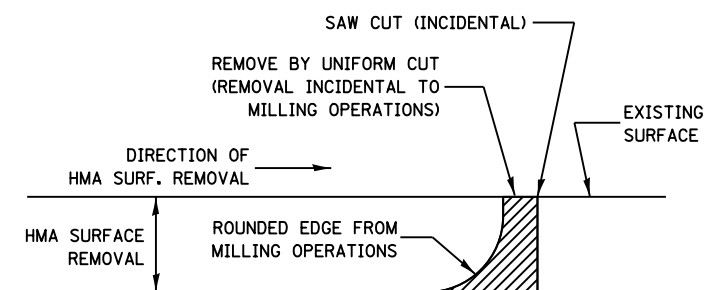 SAW CUT (INCIDENTAL)
REMOVE BY UNIFORM CUT
(REMOVAL INCIDENTAL TO
MILLING OPERATIONS)
EXISTING
SURFACE
DIRECTION OF
HMA SURF. REMOVAL
HMA SURFACE
REMOVAL
ROUNDED EDGE FROM
MILLING OPERATIONS